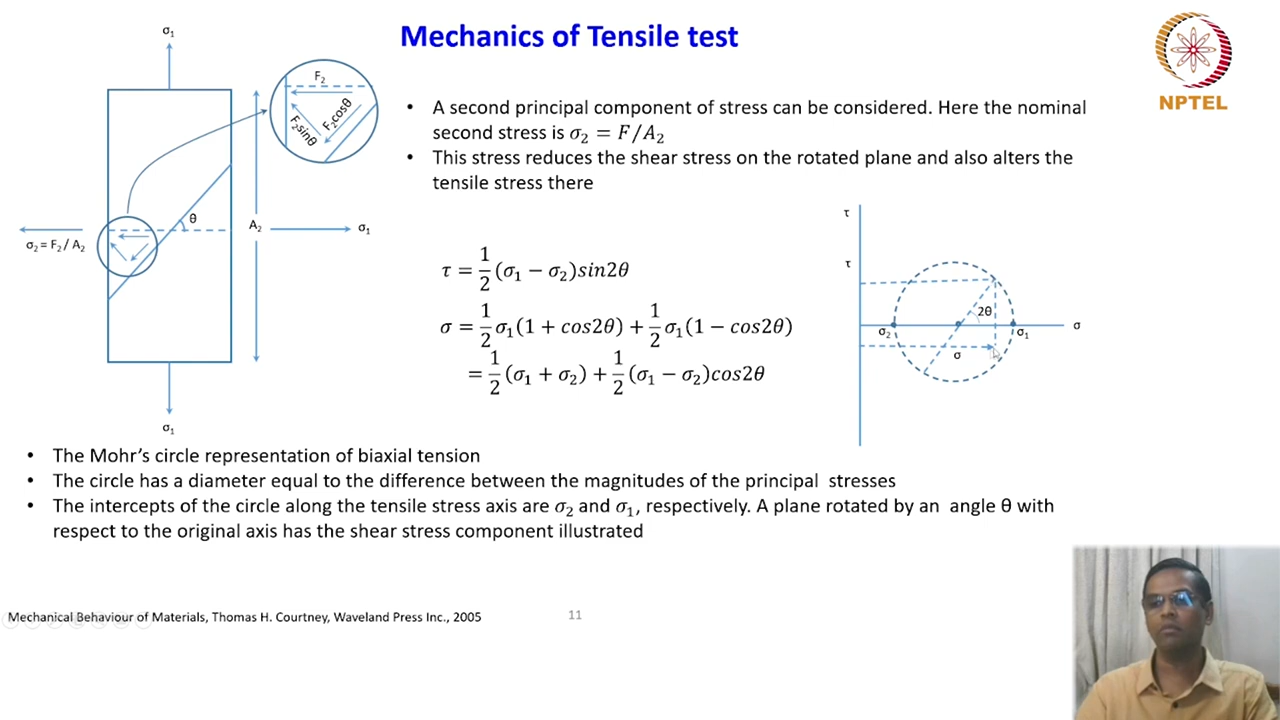 Mechanics of Tensile test
NPTEL
σ₁
F₂
F₂cosθ
F₂sinθ
θ
A₂
σ₁
σ₂ = F₂ / A₂
σ₁
• A second principal component of stress can be considered. Here the nominal
second stress is σ₂ = F/A₂
• This stress reduces the shear stress on the rotated plane and also alters the
tensile stress there
τ = 1/2 (σ₁ − σ₂)sin2θ
σ = 1/2 σ₁(1 + cos2θ) + 1/2 σ₁(1 − cos2θ)
= 1/2 (σ₁ + σ₂) + 1/2 (σ₁ − σ₂)cos2θ
τ
τ
2θ
σ₂
σ₁
σ
σ
• The Mohr's circle representation of biaxial tension
• The circle has a diameter equal to the difference between the magnitudes of the principal stresses
• The intercepts of the circle along the tensile stress axis are σ₂ and σ₁, respectively. A plane rotated by an angle θ with
respect to the original axis has the shear stress component illustrated
Mechanical Behaviour of Materials, Thomas H. Courtney, Waveland Press Inc., 2005
11